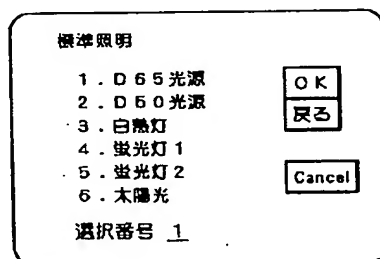 標準照明
1．D65光源
2．D50光源
3．白熱灯
4．蛍光灯1
5．蛍光灯2
6．太陽光
選択番号 1
OK
戻る
Cancel